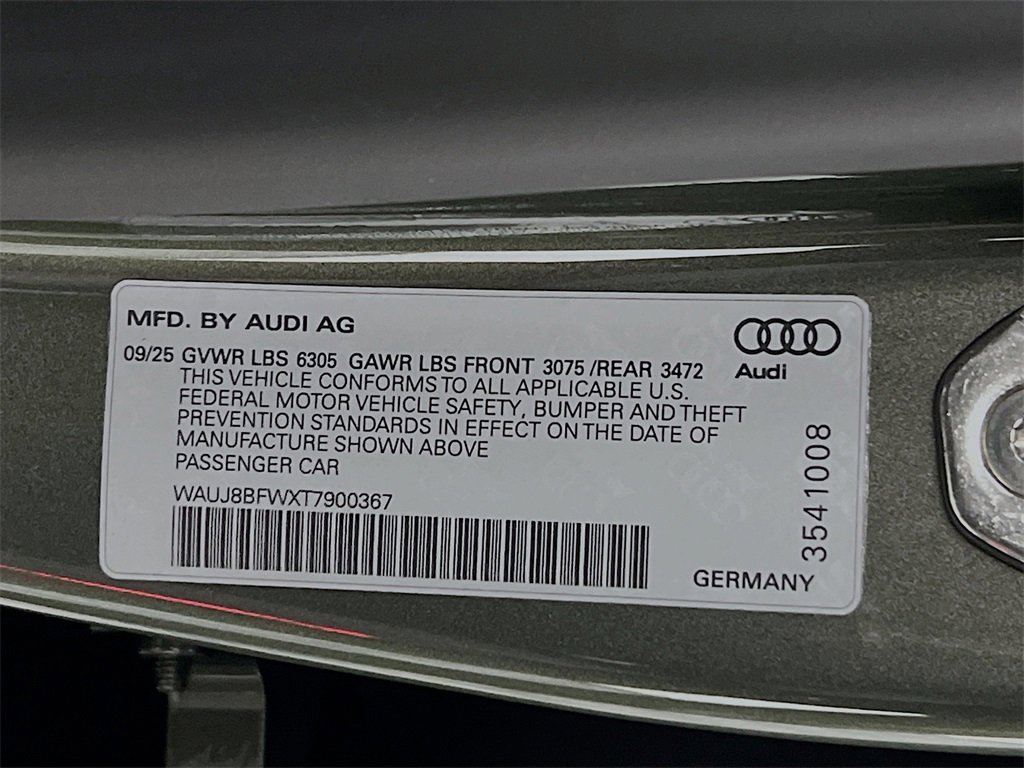 MFD. BY AUDI AG
09/25 GVWR LBS 6305 GAWR LBS FRONT 3075 /REAR 3472
THIS VEHICLE CONFORMS TO ALL APPLICABLE U.S.
FEDERAL MOTOR VEHICLE SAFETY, BUMPER AND THEFT
PREVENTION STANDARDS IN EFFECT ON THE DATE OF
MANUFACTURE SHOWN ABOVE
PASSENGER CAR
WAUJ8BFWXT7900367
Audi
3541008
GERMANY